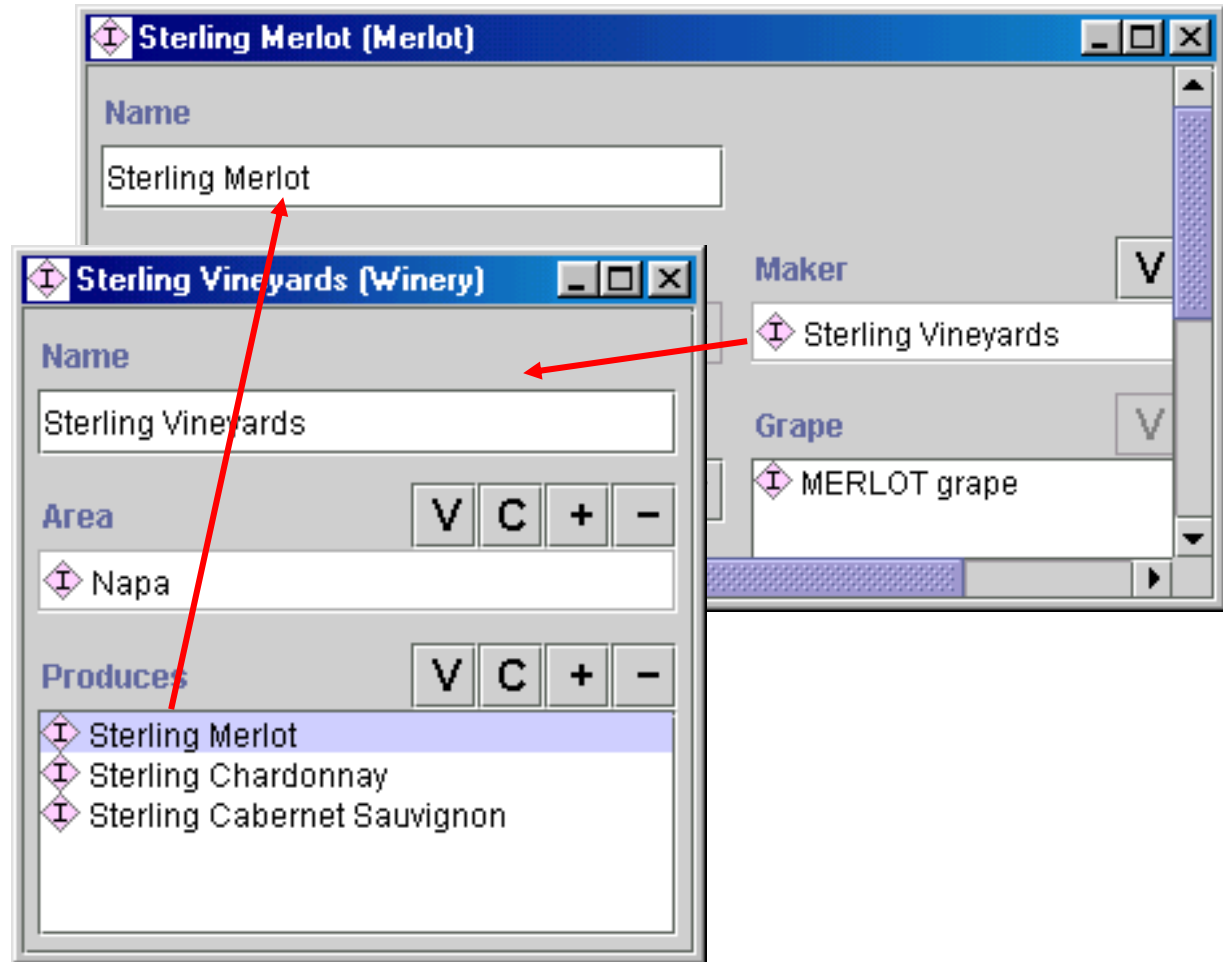 Sterling Merlot (Merlot)
Name
Sterling Merlot
Maker
V
Sterling Vineyards
Grape
V
MERLOT grape
Sterling Vineyards (Winery)
Name
Sterling Vineyards
Area
V C + −
Napa
Produces
V C + −
Sterling Merlot
Sterling Chardonnay
Sterling Cabernet Sauvignon